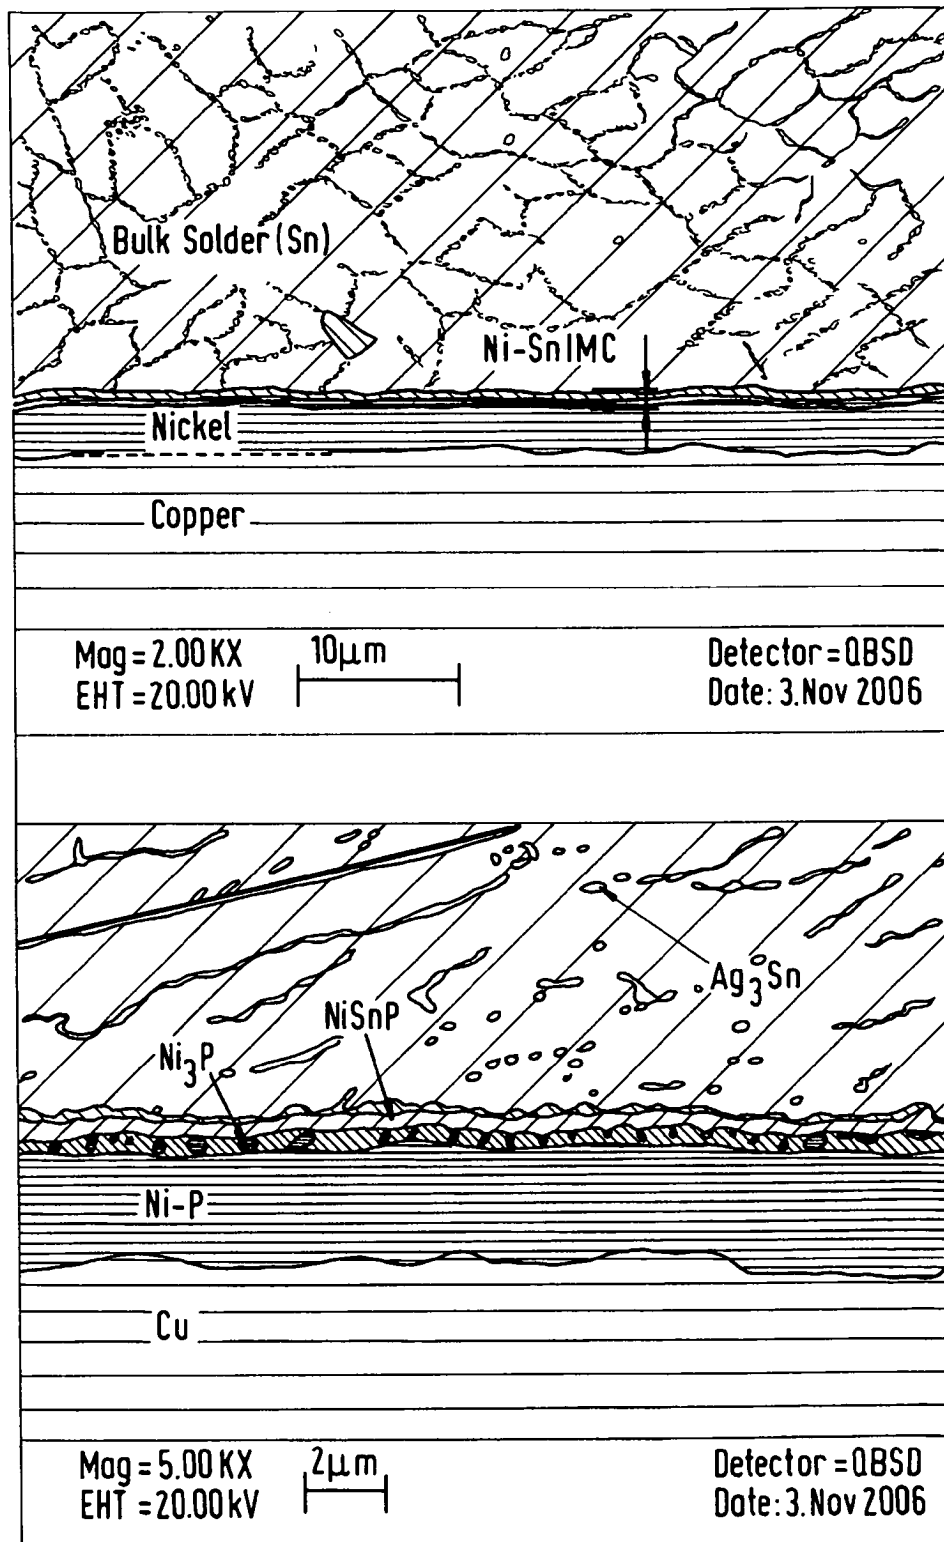 Bulk Solder (Sn)
Ni-Sn IMC
Nickel
Copper
Mag = 2.00 KX
EHT = 20.00 kV
10µm
Detector = QBSD
Date: 3. Nov 2006
Ag3Sn
NiSnP
Ni3P
Ni-P
Cu
Mag = 5.00 KX
EHT = 20.00 kV
2µm
Detector = QBSD
Date: 3. Nov 2006